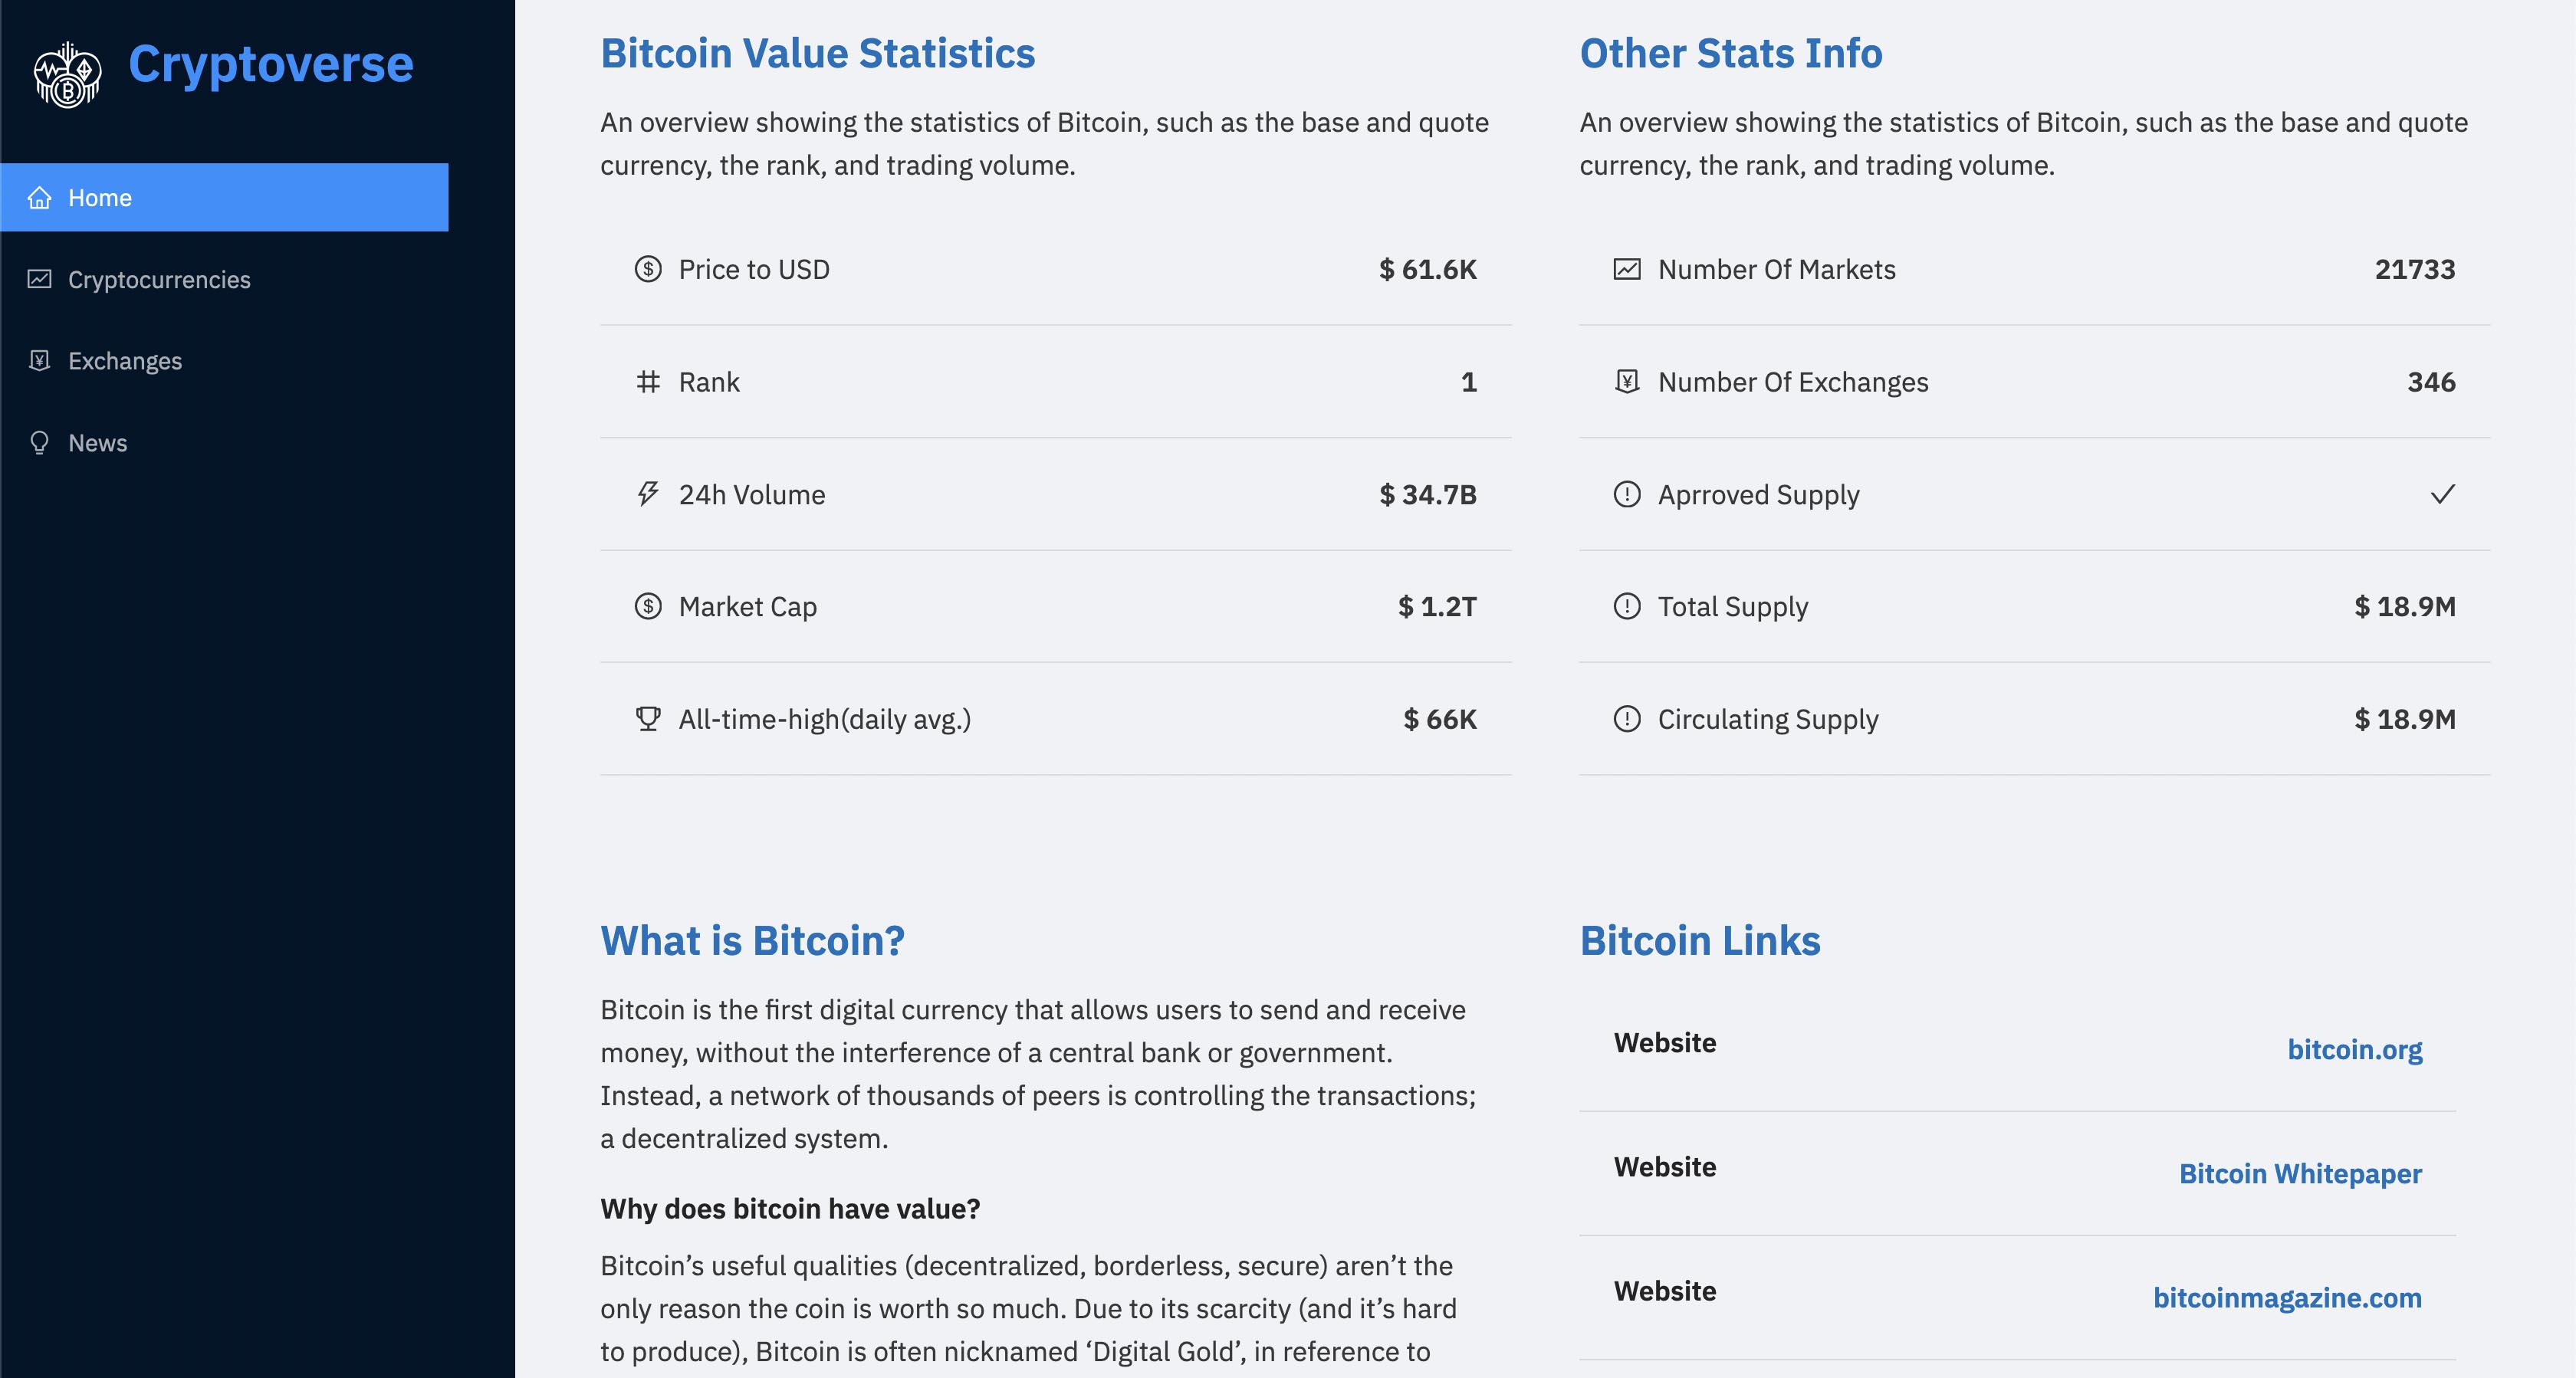 Cryptoverse
Home
Cryptocurrencies
Exchanges
News
Bitcoin Value Statistics
An overview showing the statistics of Bitcoin, such as the base and quote
currency, the rank, and trading volume.
Price to USD $ 61.6K
Rank 1
24h Volume $ 34.7B
Market Cap $ 1.2T
All-time-high(daily avg.) $ 66K
Other Stats Info
An overview showing the statistics of Bitcoin, such as the base and quote
currency, the rank, and trading volume.
Number Of Markets 21733
Number Of Exchanges 346
Aprroved Supply
Total Supply $ 18.9M
Circulating Supply $ 18.9M
What is Bitcoin?
Bitcoin is the first digital currency that allows users to send and receive
money, without the interference of a central bank or government.
Instead, a network of thousands of peers is controlling the transactions;
a decentralized system.
Why does bitcoin have value?
Bitcoin’s useful qualities (decentralized, borderless, secure) aren’t the
only reason the coin is worth so much. Due to its scarcity (and it’s hard
to produce), Bitcoin is often nicknamed ‘Digital Gold’, in reference to
Bitcoin Links
Website bitcoin.org
Website Bitcoin Whitepaper
Website bitcoinmagazine.com